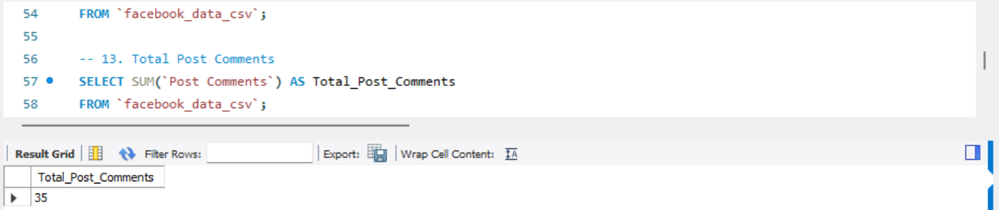 54 FROM `facebook_data_csv`;
55
56 -- 13. Total Post Comments
57 SELECT SUM(`Post Comments`) AS Total_Post_Comments
58 FROM `facebook_data_csv`;
Result Grid Filter Rows: Export: Wrap Cell Content: IA
Total_Post_Comments
35